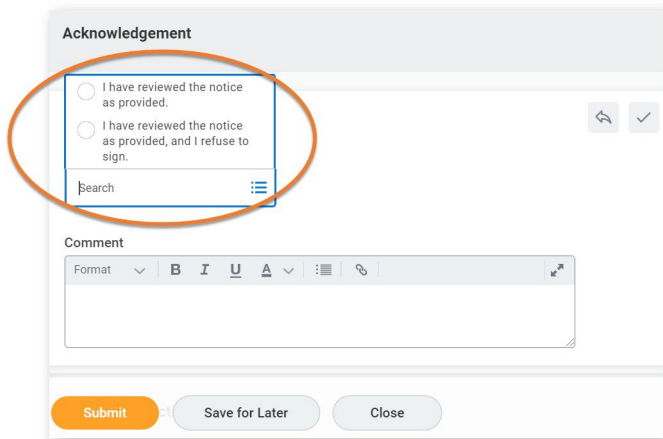 Acknowledgement
I have reviewed the notice
as provided.
I have reviewed the notice
as provided, and I refuse to
sign.
Search
Comment
Format B I U A
Submit Save for Later Close